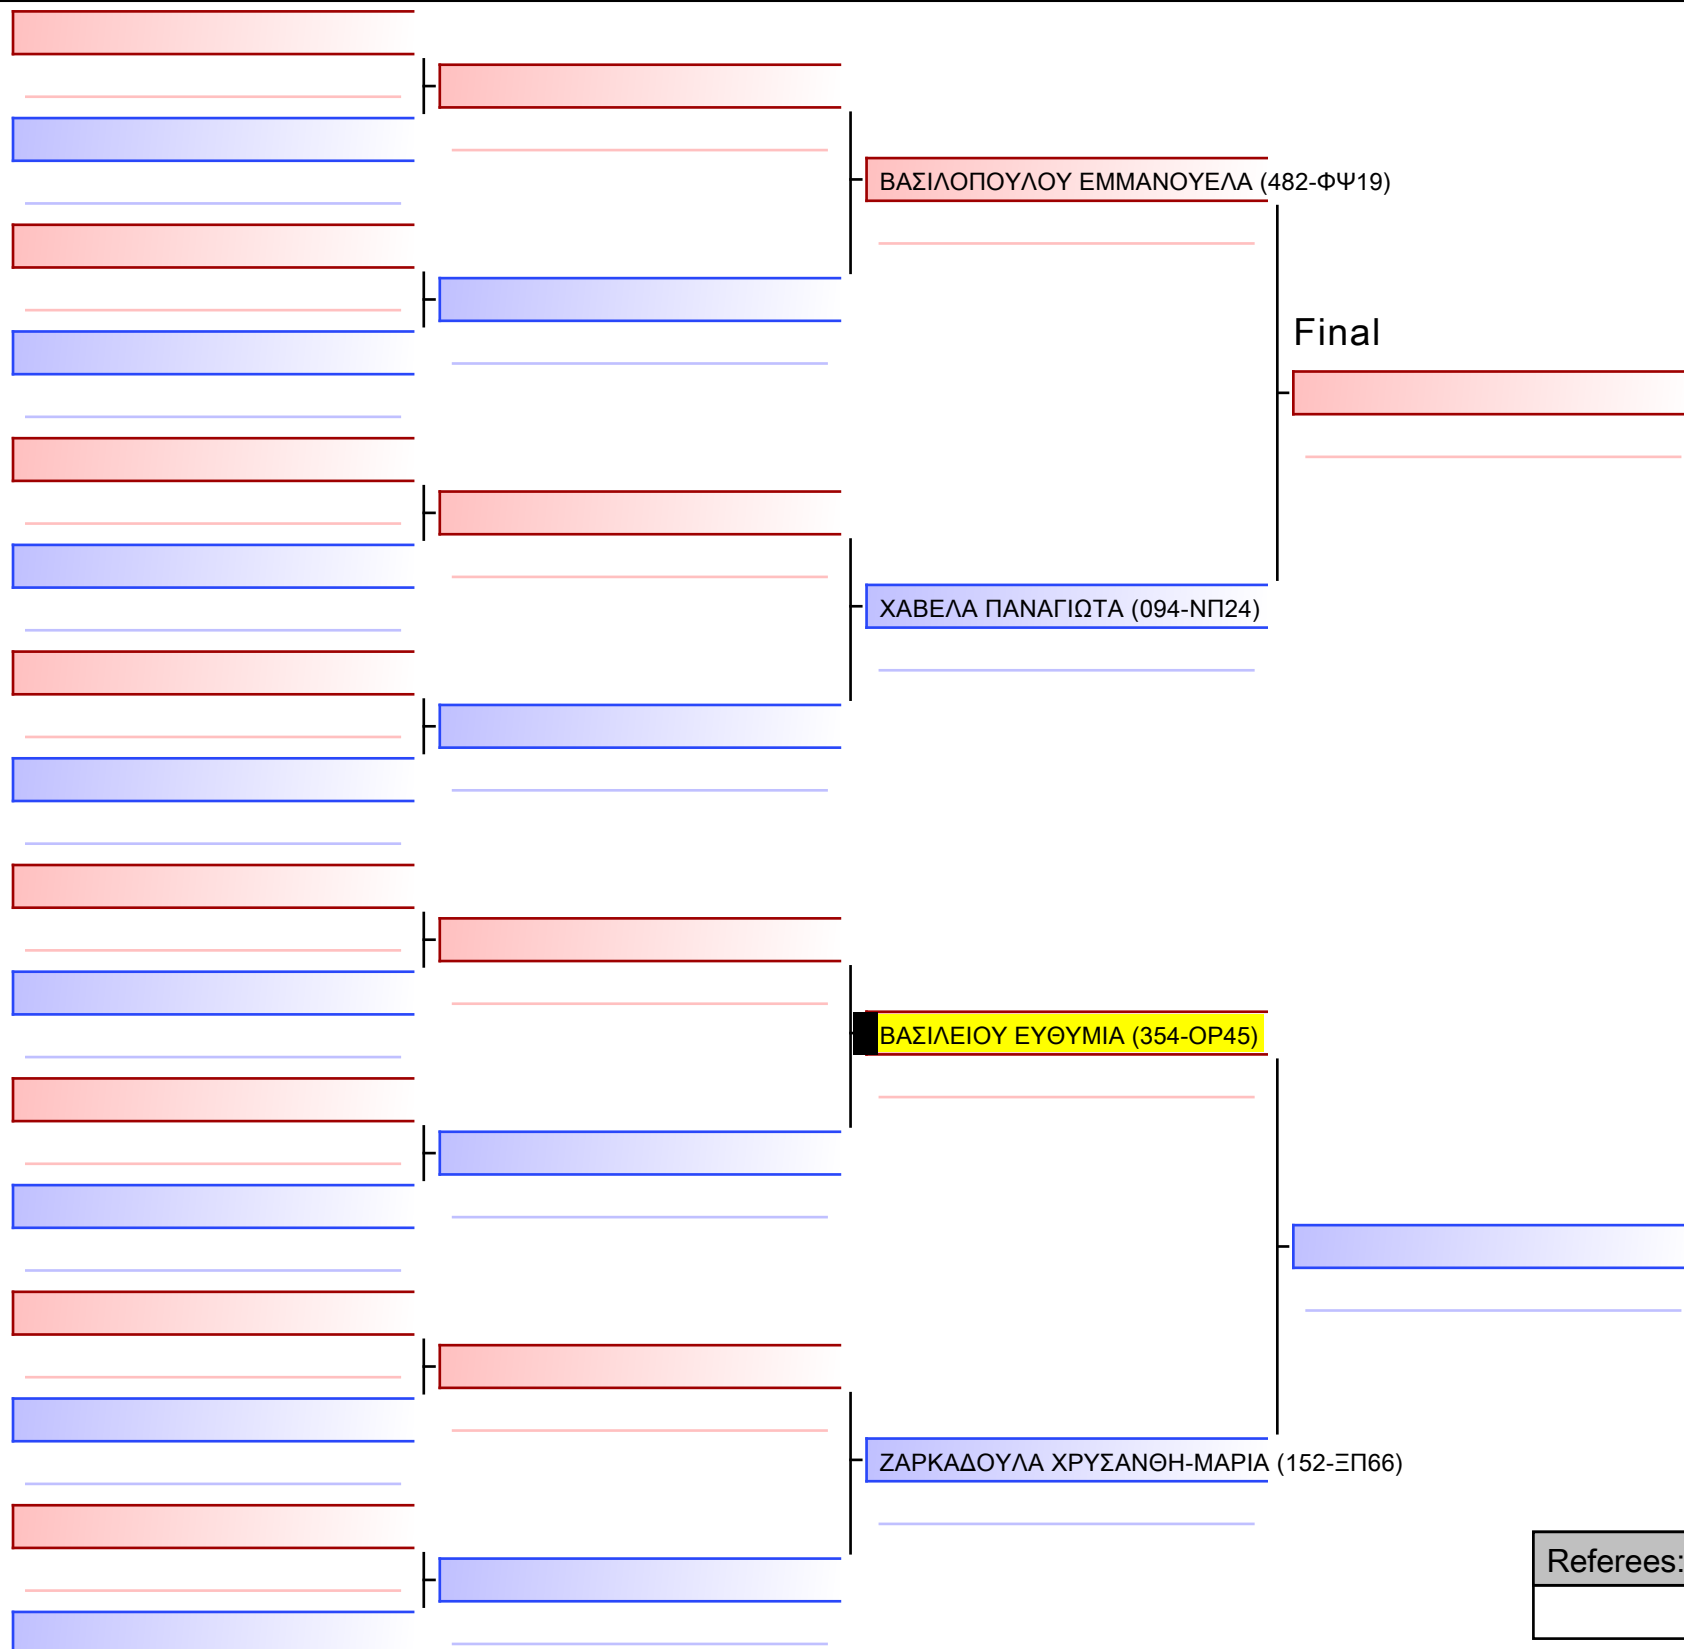 ΒΑΣΙΛΟΠΟΥΛΟΥ ΕΜΜΑΝΟΥΕΛΑ (482-ΦΨ19)
Final
ΧΑΒΕΛΑ ΠΑΝΑΓΙΩΤΑ (094-ΝΠ24)
ΒΑΣΙΛΕΙΟΥ ΕΥΘΥΜΙΑ (354-ΟΡ45)
ΖΑΡΚΑΔΟΥΛΑ ΧΡΥΣΑΝΘΗ-ΜΑΡΙΑ (152-ΞΠ66)
Referees: